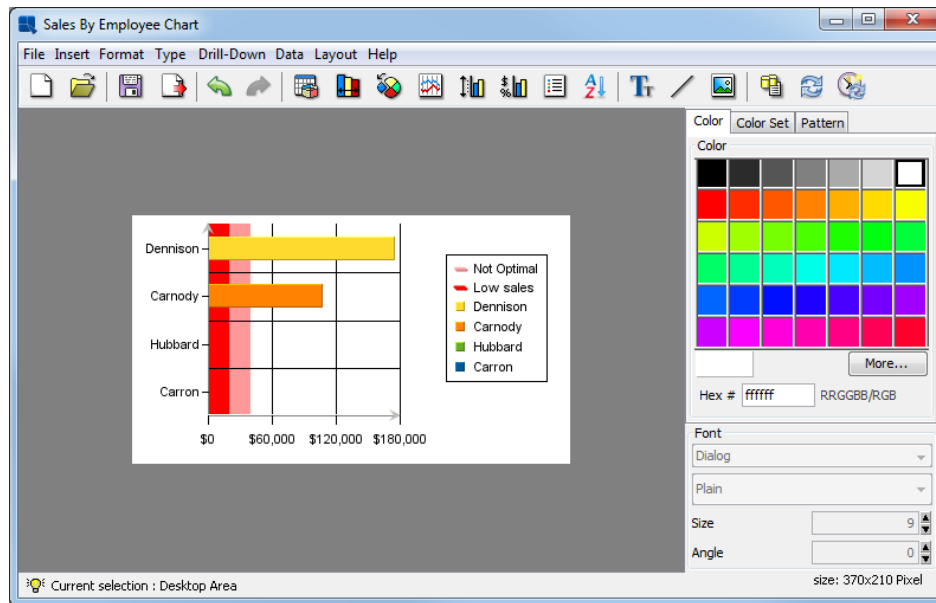 Sales By Employee Chart
File Insert Format Type Drill-Down Data Layout Help
Color Color Set Pattern
Color
Dennison
Carnody
Hubbard
Carron
$0 $60,000 $120,000 $180,000
Not Optimal
Low sales
Dennison
Carnody
Hubbard
Carron
More...
Hex # ffffff RRGGBB/RGB
Font
Dialog
Plain
Size 9
Angle 0
Current selection : Desktop Area
size: 370x210 Pixel